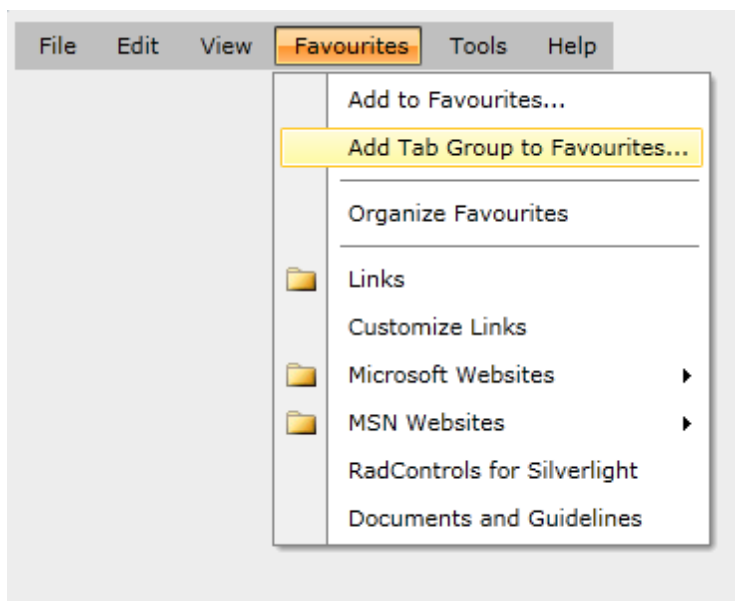 File Edit View Favourites Tools Help
Add to Favourites...
Add Tab Group to Favourites...
Organize Favourites
Links
Customize Links
Microsoft Websites
MSN Websites
RadControls for Silverlight
Documents and Guidelines